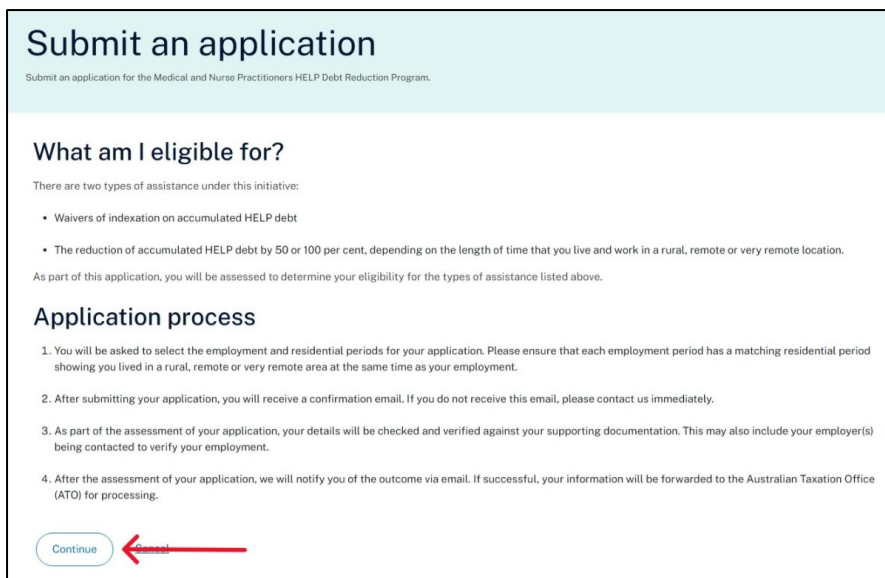 Submit an application
Submit an application for the Medical and Nurse Practitioners HELP Debt Reduction Program.
What am I eligible for?
There are two types of assistance under this initiative:
• Waivers of indexation on accumulated HELP debt
• The reduction of accumulated HELP debt by 50 or 100 per cent, depending on the length of time that you live and work in a rural, remote or very remote location.
As part of this application, you will be assessed to determine your eligibility for the types of assistance listed above.
Application process
1. You will be asked to select the employment and residential periods for your application. Please ensure that each employment period has a matching residential period
showing you lived in a rural, remote or very remote area at the same time as your employment.
2. After submitting your application, you will receive a confirmation email. If you do not receive this email, please contact us immediately.
3. As part of the assessment of your application, your details will be checked and verified against your supporting documentation. This may also include your employer(s)
being contacted to verify your employment.
4. After the assessment of your application, we will notify you of the outcome via email. If successful, your information will be forwarded to the Australian Taxation Office
(ATO) for processing.
Continue Cancel